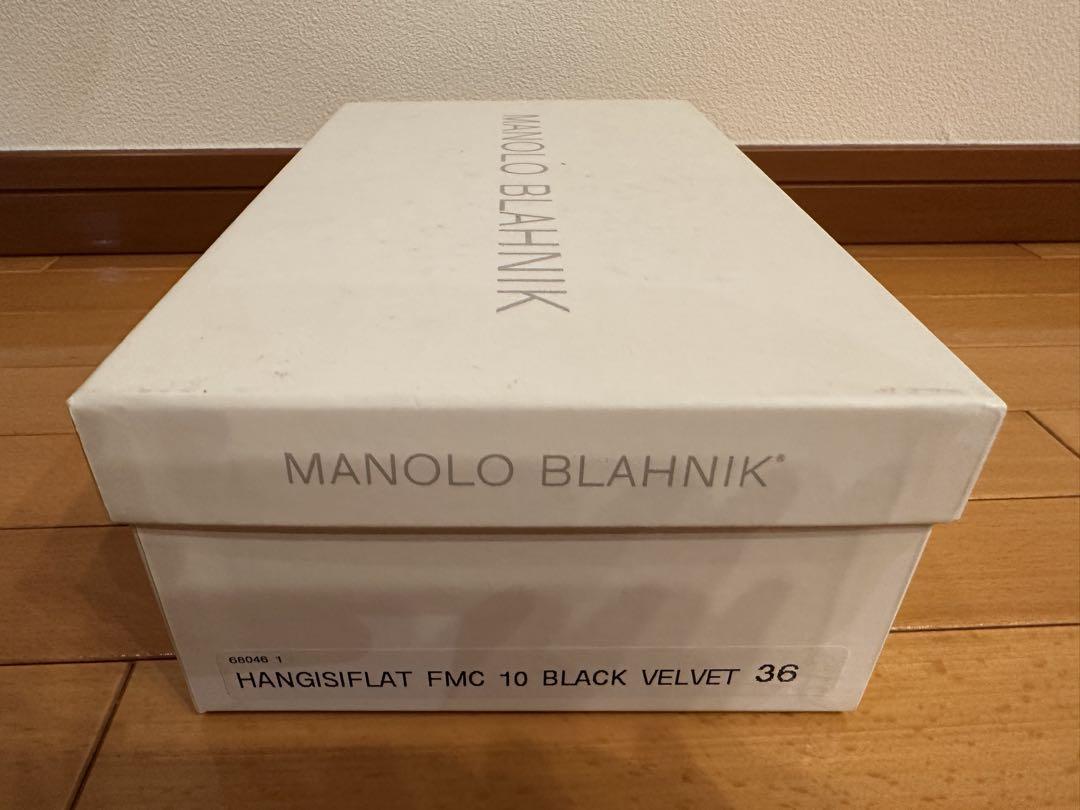 MANOLO BLAHNIK
MANOLO BLAHNIK®
68046 1
HANGISIFLAT FMC 10 BLACK VELVET 36